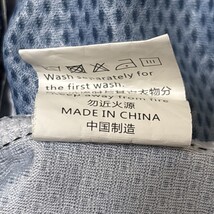 Wash separately for
the first wash.
勿近火源
MADE IN CHINA
中国制造